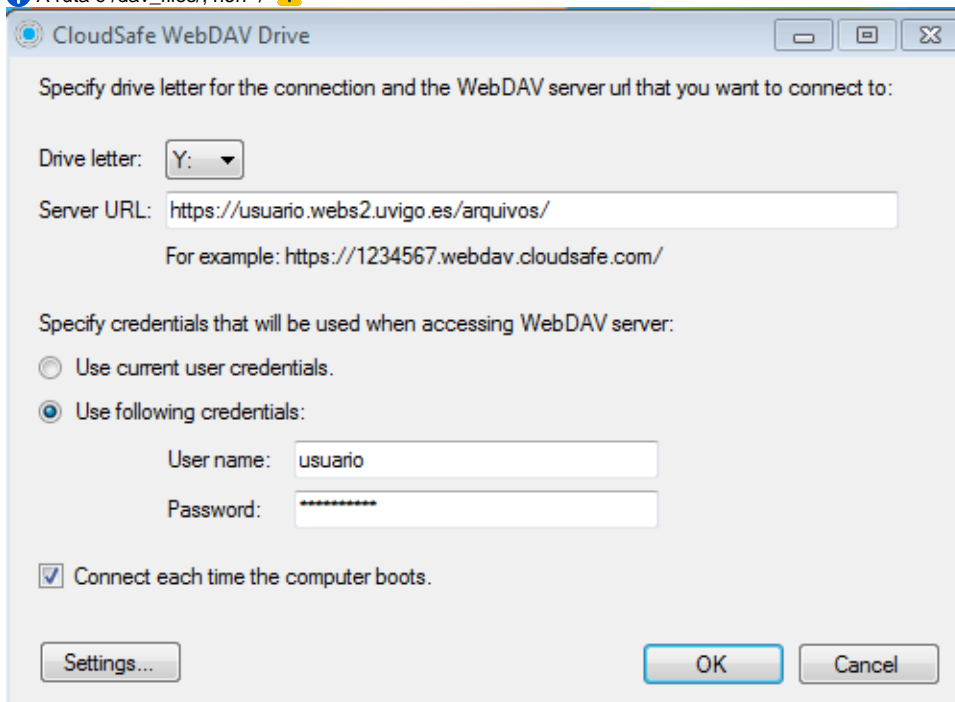 A ruta é /dav_files/, non "/"
CloudSafe WebDAV Drive
Specify drive letter for the connection and the WebDAV server url that you want to connect to:
Drive letter: Y:
Server URL: https://usuario.webs2.uvigo.es/arquivos/
For example: https://1234567.webdav.cloudsafe.com/
Specify credentials that will be used when accessing WebDAV server:
Use current user credentials.
Use following credentials:
User name: usuario
Password: **********
Connect each time the computer boots.
Settings... OK Cancel